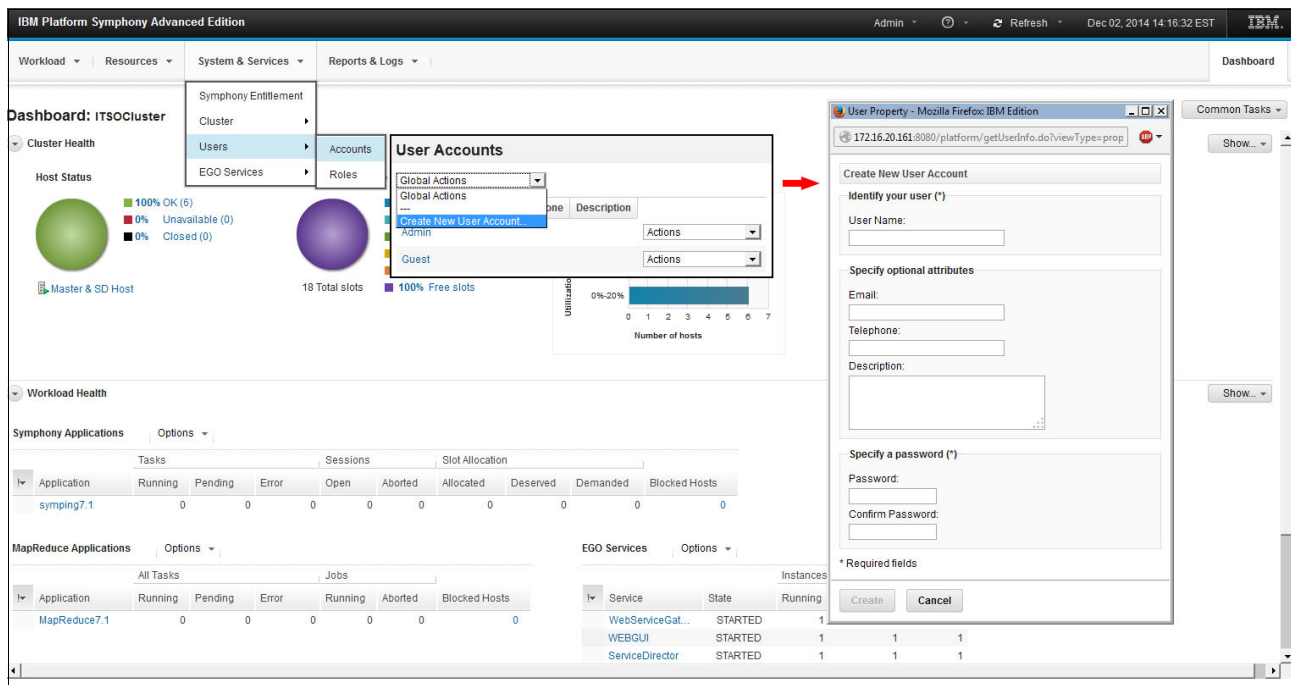 IBM Platform Symphony Advanced Edition
Admin
Refresh
Dec 02, 2014 14:16:32 EST
IBM.
Workload
Resources
System & Services
Reports & Logs
Dashboard
Symphony Entitlement
Cluster
Users
EGO Services
Accounts
Roles
Dashboard: ITSOCluster
Common Tasks
Cluster Health
Show...
Host Status
100% OK (6)
0% Unavailable (0)
0% Closed (0)
Master & SD Host
18 Total slots
100% Free slots
User Accounts
Global Actions
Global Actions
---
Create New User Account...
one Description
Admin Actions
Guest Actions
0%-20%
0 1 2 3 4 5 6 7
Number of hosts
User Property - Mozilla Firefox: IBM Edition
172.16.20.161:8080/platform/getUserInfo.do?viewType=prop
ABP
Create New User Account
Identify your user (*)
User Name:
Specify optional attributes
Email:
Telephone:
Description:
Specify a password (*)
Password:
Confirm Password:
* Required fields
Create Cancel
Workload Health
Show...
Symphony Applications Options
Tasks Sessions Slot Allocation
!
Application Running Pending Error Open Aborted Allocated Deserved Demanded Blocked Hosts
symping7.1 0 0 0 0 0 0 0 0 0
MapReduce Applications Options
All Tasks Jobs
!
Application Running Pending Error Running Aborted Blocked Hosts
MapReduce7.1 0 0 0 0 0 0
EGO Services Options
Instances
!
Service State Running
WebServiceGat... STARTED 1
WEBGUI STARTED 1 1 1
ServiceDirector STARTED 1 1 1